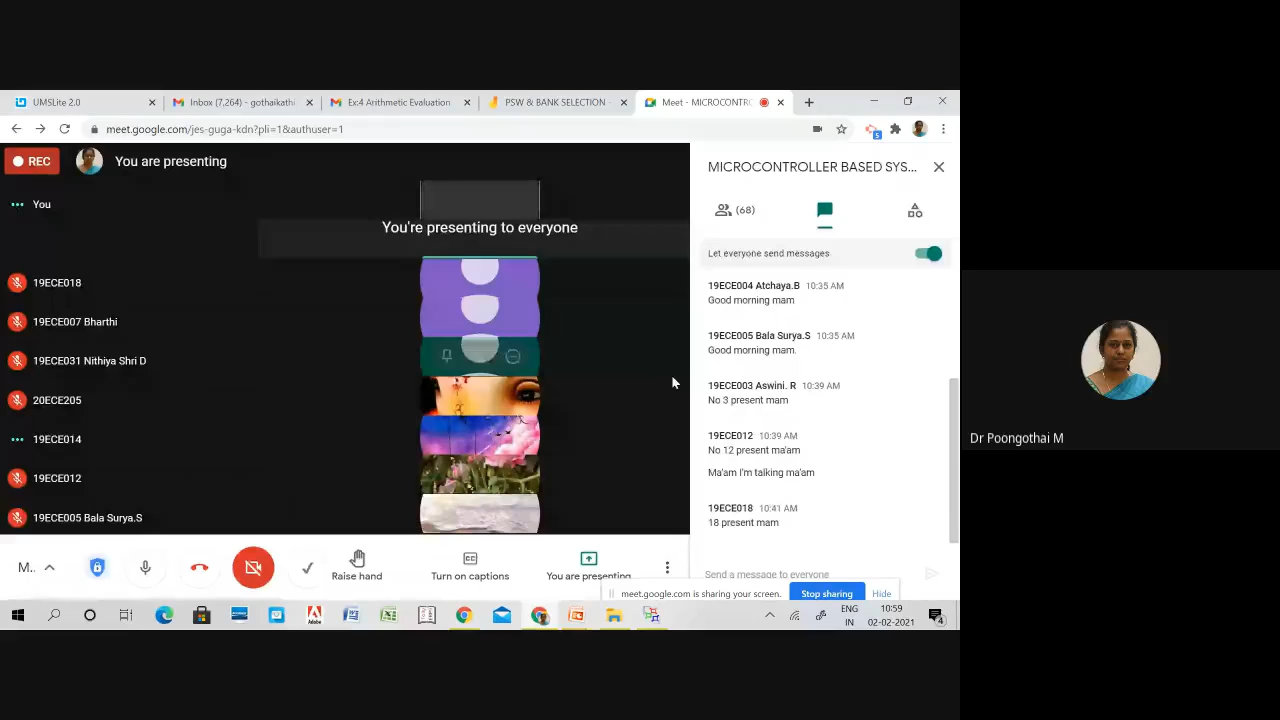 UMSLite 2.0
Inbox (7,264) - gothaikathi
Ex:4 Arithmetic Evaluation
PSW & BANK SELECTION -
Meet - MICROCONTRO
meet.google.com/jes-guga-kdn?pli=1&authuser=1
5
REC
You are presenting
You
You're presenting to everyone
19ECE018
19ECE007 Bharthi
19ECE031 Nithiya Shri D
20ECE205
19ECE014
19ECE012
19ECE005 Bala Surya.S
M..
Raise hand
Turn on captions
You are presenting
MICROCONTROLLER BASED SYS...
(68)
Let everyone send messages
19ECE004 Atchaya.B 10:35 AM
Good morning mam
19ECE005 Bala Surya.S 10:35 AM
Good morning mam.
19ECE003 Aswini. R 10:39 AM
No 3 present mam
19ECE012 10:39 AM
No 12 present ma'am
Ma'am I'm talking ma'am
19ECE018 10:41 AM
18 present mam
Send a message to everyone
meet.google.com is sharing your screen.
Stop sharing
Hide
ENG
IN
10:59
02-02-2021
4
Dr Poongothai M